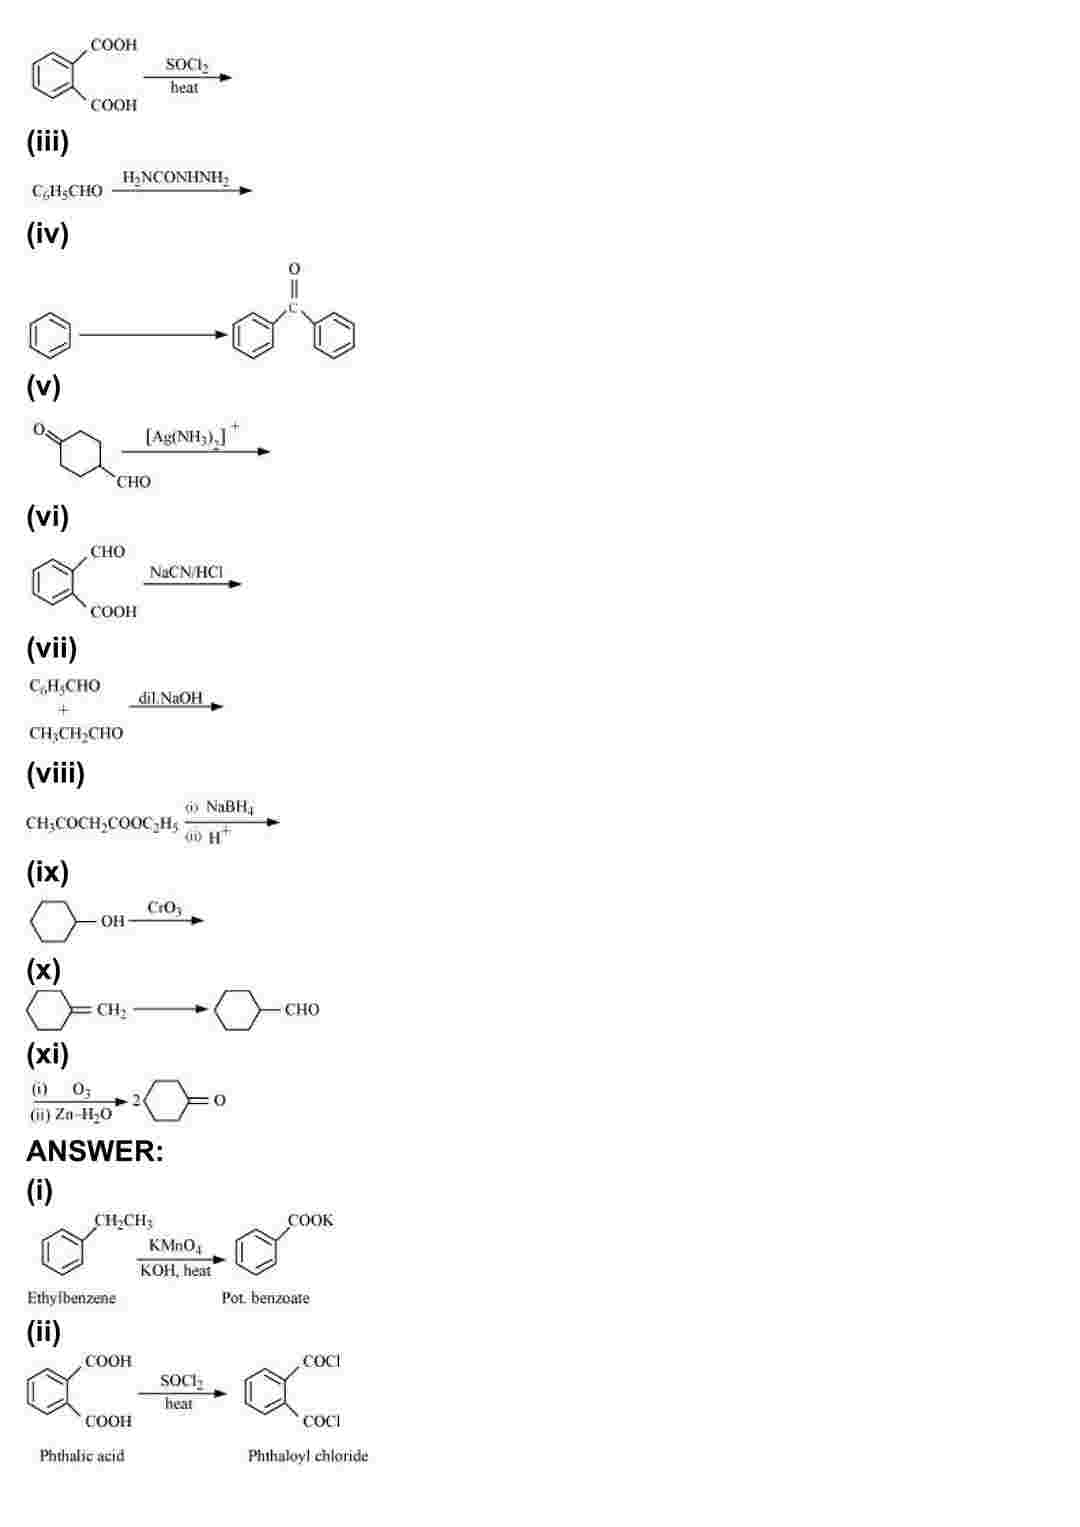 COOH
SOCl2
heat
COOH
(iii)
C6H5CHO H2NCONHNH2
(iv)
O
C
(v)
O [Ag(NH3)2]+
CHO
(vi)
CHO
NaCN/HCl
COOH
(vii)
C6H5CHO
+ dil.NaOH
CH3CH2CHO
(viii)
CH3COCH2COOC2H5 (i) NaBH4
(ii) H+
(ix)
OH CrO3
(x)
CH2 CHO
(xi)
(i) O3
(ii) Zn-H2O 2 O
ANSWER:
(i)
CH2CH3 COOK
KMnO4
KOH, heat
Ethylbenzene Pot. benzoate
(ii)
COOH COCl
SOCl2
heat
COOH COCl
Phthalic acid Phthaloyl chloride